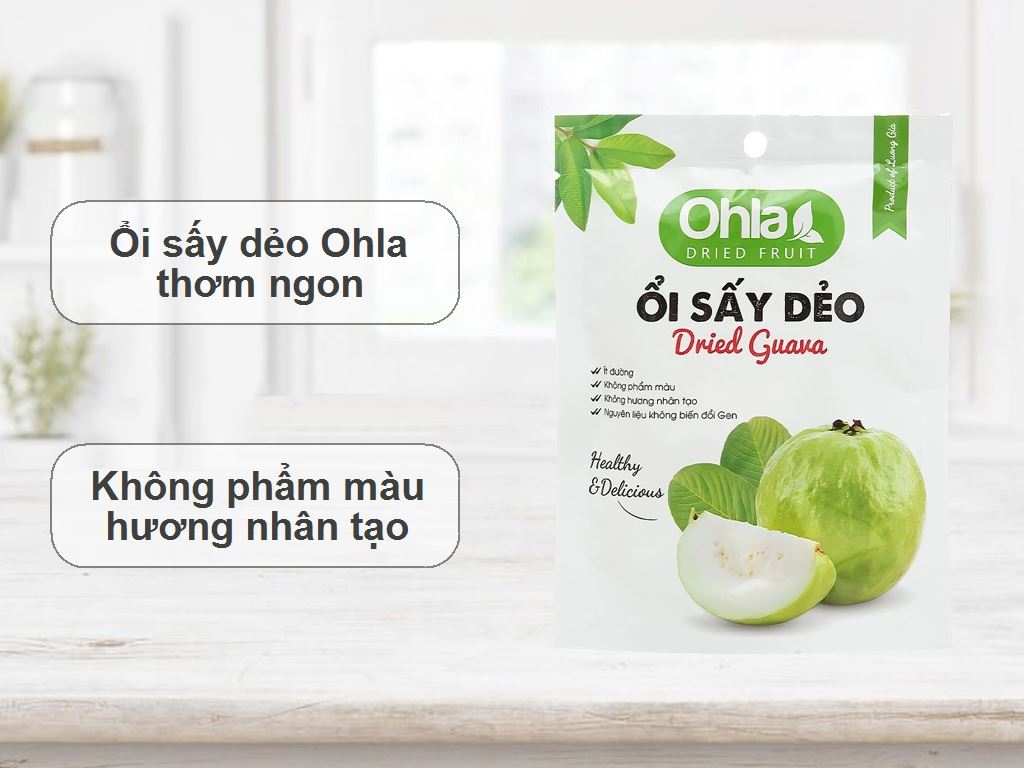 Ổi sấy dẻo Ohla
thơm ngon
Không phẩm màu
hương nhân tạo
Product of Luong Gia
Ohla
DRIED FRUIT
ỔI SẤY DẺO
Dried Guava
Ít đường
Không phẩm màu
Không hương nhân tạo
Nguyên liệu không biến đổi Gen
Healthy
&Delicious